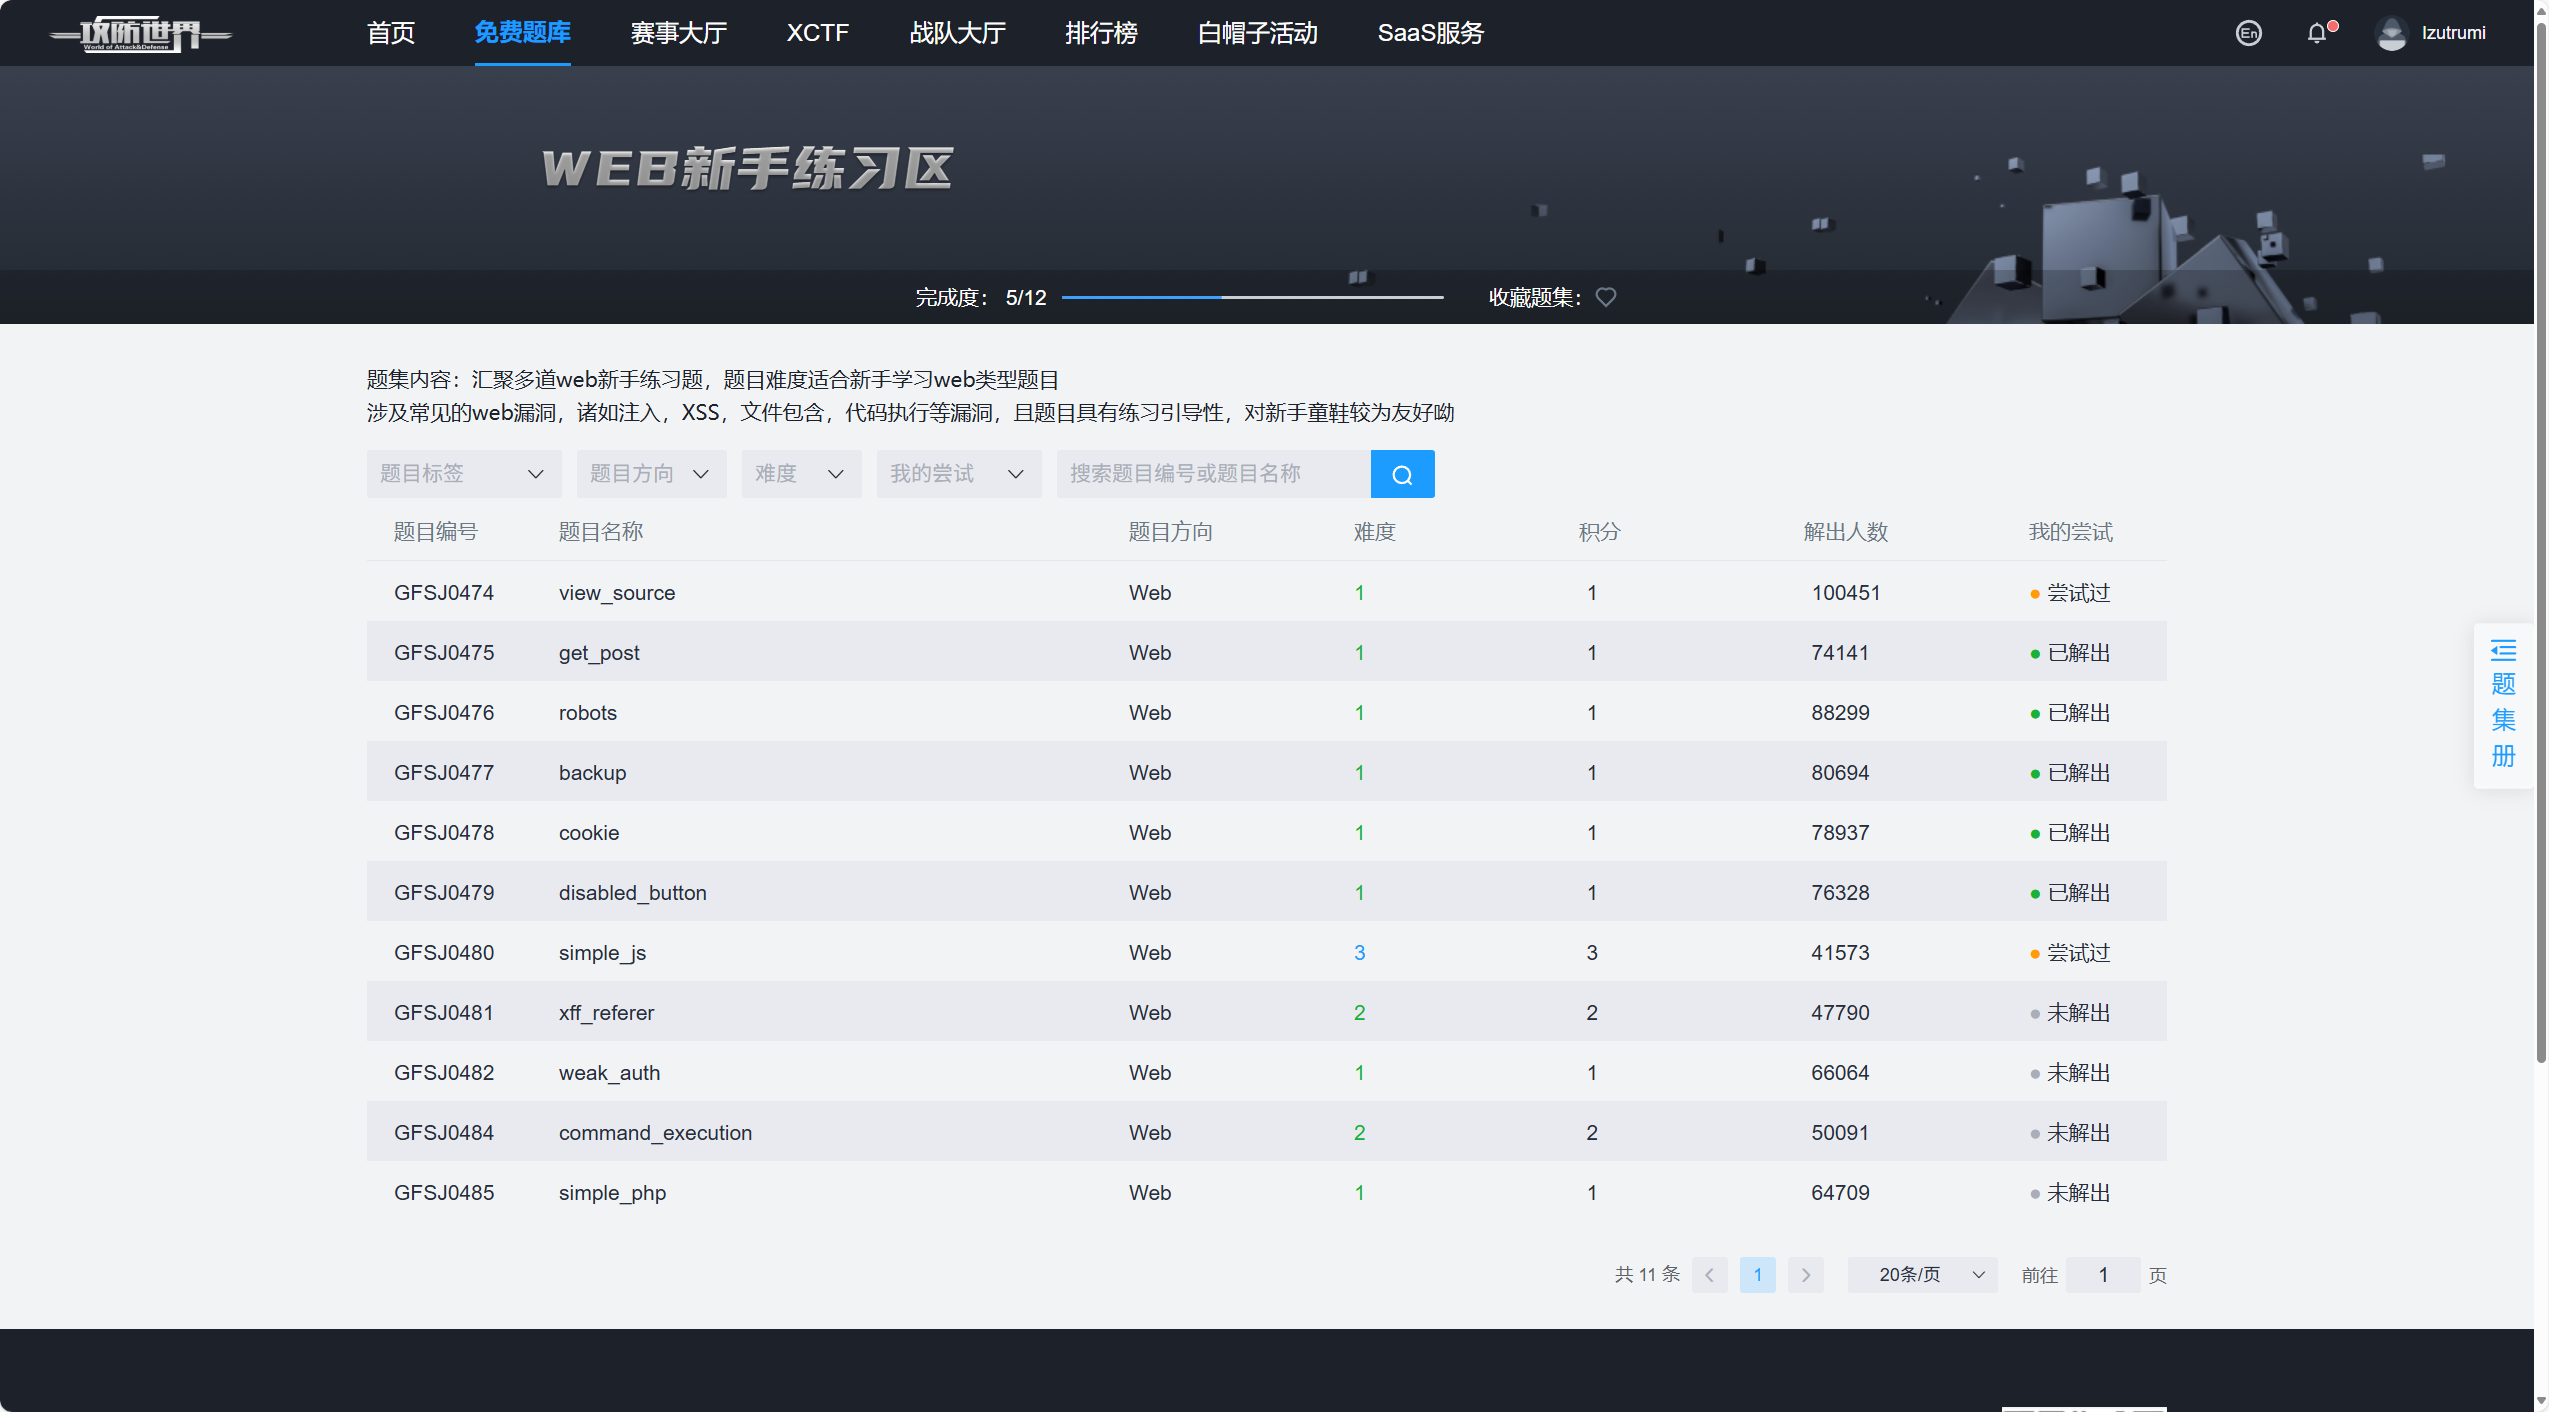 攻防世界
World of Attack&Defense
首页 免费题库 赛事大厅 XCTF 战队大厅 排行榜 白帽子活动 SaaS服务 En Izutrumi
WEB新手练习区
完成度： 5/12 收藏题集：
题集内容：汇聚多道web新手练习题，题目难度适合新手学习web类型题目
涉及常见的web漏洞，诸如注入，XSS，文件包含，代码执行等漏洞，且题目具有练习引导性，对新手童鞋较为友好呦
题目标签 题目方向 难度 我的尝试 搜索题目编号或题目名称
题目编号 题目名称 题目方向 难度 积分 解出人数 我的尝试
GFSJ0474 view_source Web 1 1 100451 尝试过
GFSJ0475 get_post Web 1 1 74141 已解出
GFSJ0476 robots Web 1 1 88299 已解出
GFSJ0477 backup Web 1 1 80694 已解出
GFSJ0478 cookie Web 1 1 78937 已解出
GFSJ0479 disabled_button Web 1 1 76328 已解出
GFSJ0480 simple_js Web 3 3 41573 尝试过
GFSJ0481 xff_referer Web 2 2 47790 未解出
GFSJ0482 weak_auth Web 1 1 66064 未解出
GFSJ0484 command_execution Web 2 2 50091 未解出
GFSJ0485 simple_php Web 1 1 64709 未解出
共 11 条 1 20条/页 前往 1 页
题集册